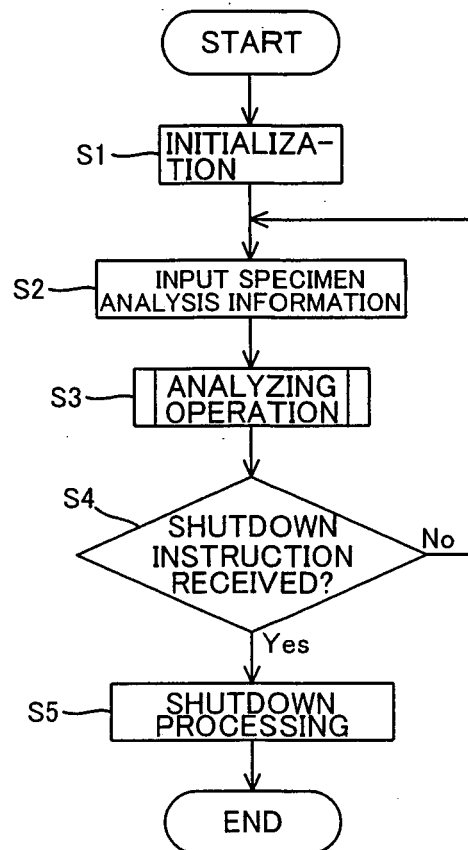 START
S1
INITIALIZA-
TION
S2
INPUT SPECIMEN
ANALYSIS INFORMATION
S3
ANALYZING
OPERATION
S4
SHUTDOWN
INSTRUCTION
RECEIVED?
No
Yes
S5
SHUTDOWN
PROCESSING
END